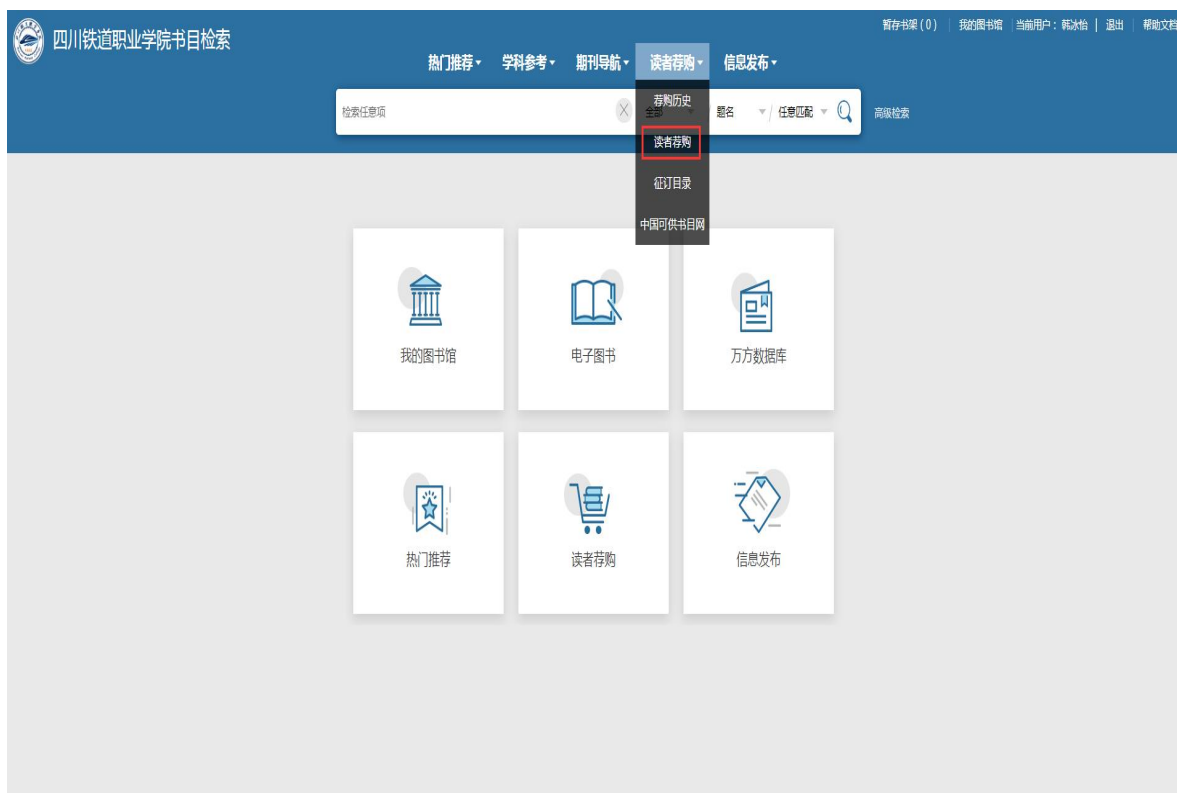 暂存书架(0) 我的图书馆 当前用户：韩冰怡 退出 帮助文档
四川铁道职业学院书目检索
热门推荐 学科参考 期刊导航 读者荐购 信息发布
检索任意项 全部 题名 任意匹配 高级检索
荐购历史
读者荐购
征订目录
中国可供书目网
我的图书馆 电子图书 万方数据库
热门推荐 读者荐购 信息发布